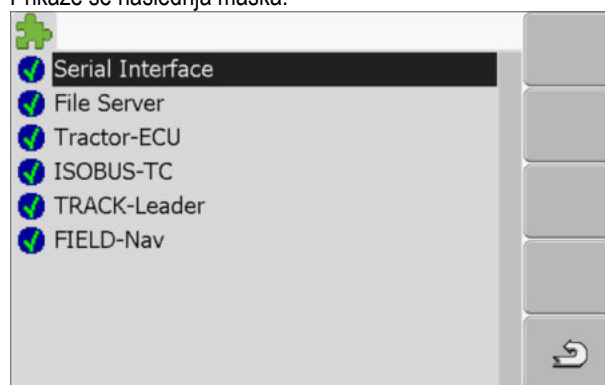 Prikaže se naslednja maska:
Serial Interface
File Server
Tractor-ECU
ISOBUS-TC
TRACK-Leader
FIELD-Nav